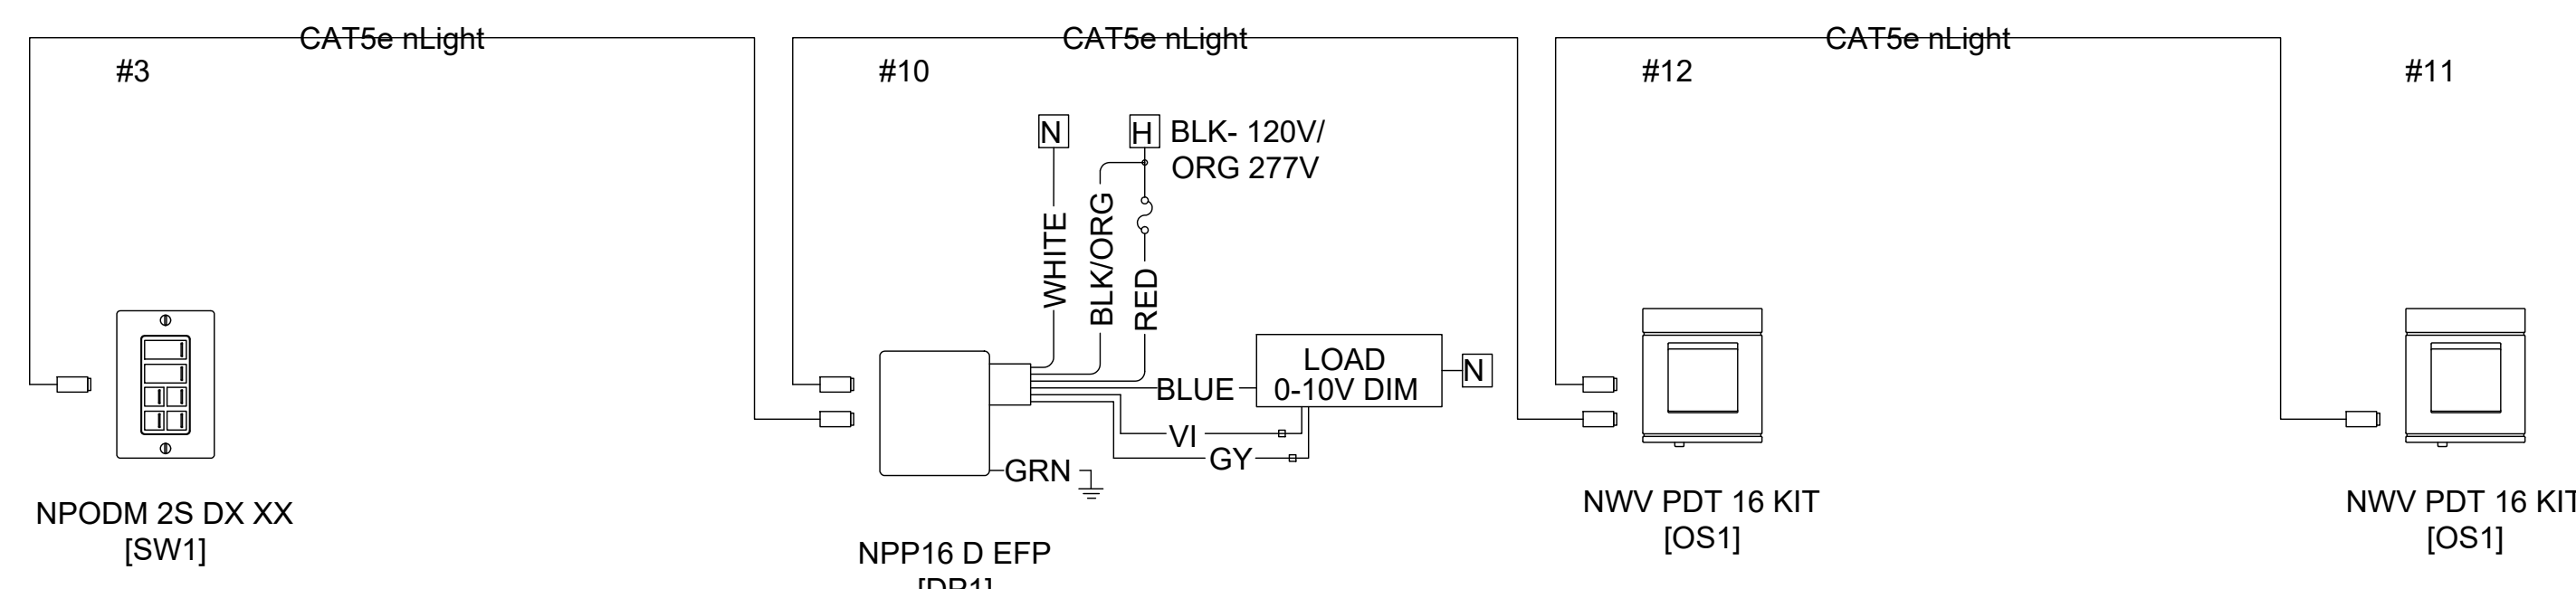 CAT5e nLight
CAT5e nLight
CAT5e nLight
#3
#10
#12
#11
N
H
BLK- 120V/
ORG 277V
WHITE
BLK/ORG
RED
LOAD
0-10V DIM
N
BLUE
VI
GY
GRN
NPODM 2S DX XX
[SW1]
NPP16 D EFP
[DP1]
NWV PDT 16 KIT
[OS1]
NWV PDT 16 KIT
[OS1]